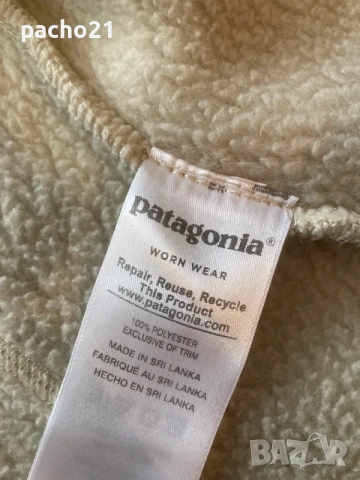 pacho21
patagonia®
WORN WEAR
Repair, Reuse, Recycle
This Product
www.patagonia.com
100% POLYESTER
EXCLUSIVE OF TRIM
MADE IN SRI LANKA
FABRIQUÉ AU SRI LANKA
HECHO EN SRI LANKA
BAZAR